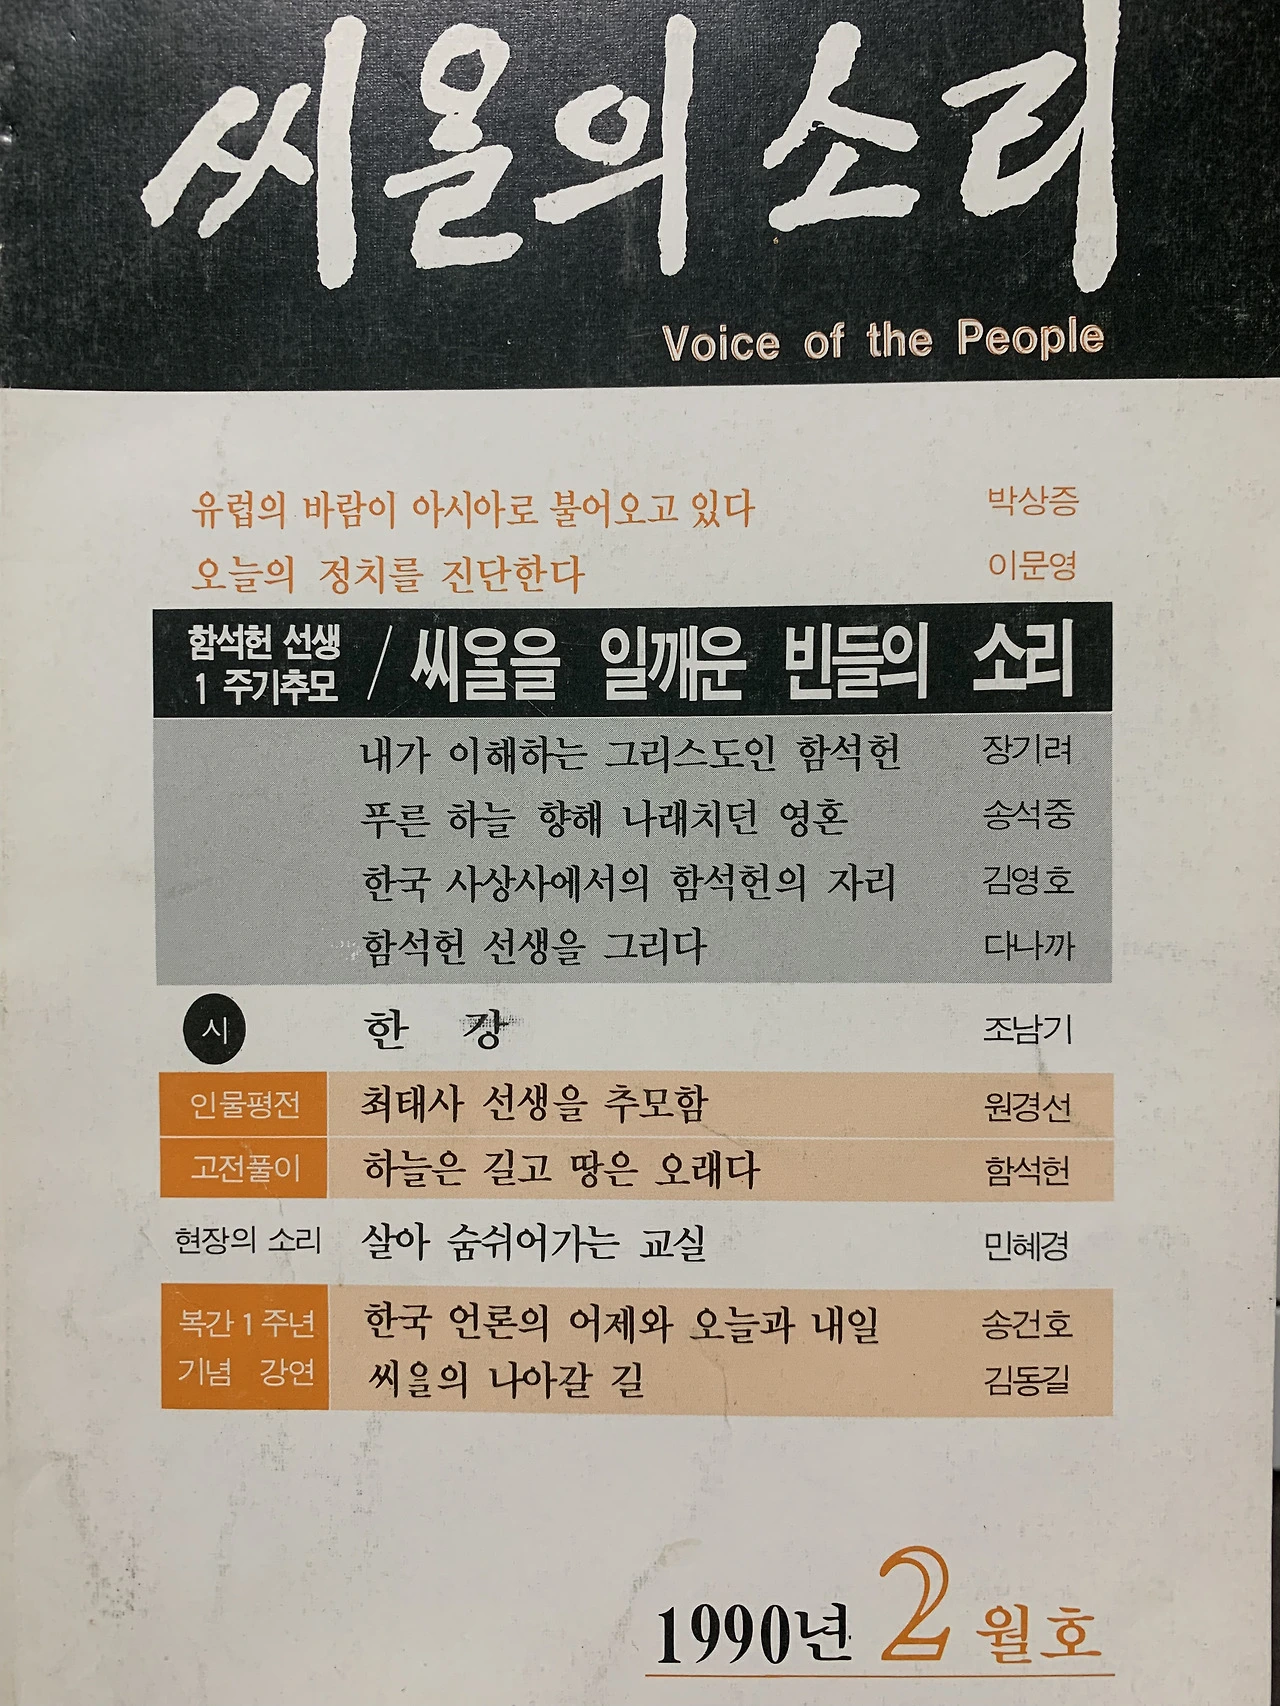 씨ᄋᆞᆯ의 소리
Voice of the People
유럽의 바람이 아시아로 불어오고 있다 박상증
오늘의 정치를 진단한다 이문영
함석헌 선생 1 주기추모 / 씨ᄋᆞᆯ을 일깨운 빈들의 소리
내가 이해하는 그리스도인 함석헌 장기려
푸른 하늘 향해 나래치던 영혼 송석중
한국 사상사에서의 함석헌의 자리 김영호
함석헌 선생을 그리다 다나까
시 한 강 조남기
인물평전 최태사 선생을 추모함 원경선
고전풀이 하늘은 길고 땅은 오래다 함석헌
현장의 소리 살아 숨쉬어가는 교실 민혜경
복간 1 주년 한국 언론의 어제와 오늘과 내일 송건호
기념 강연 씨ᄋᆞᆯ의 나아갈 길 김동길
1990년 2 월호